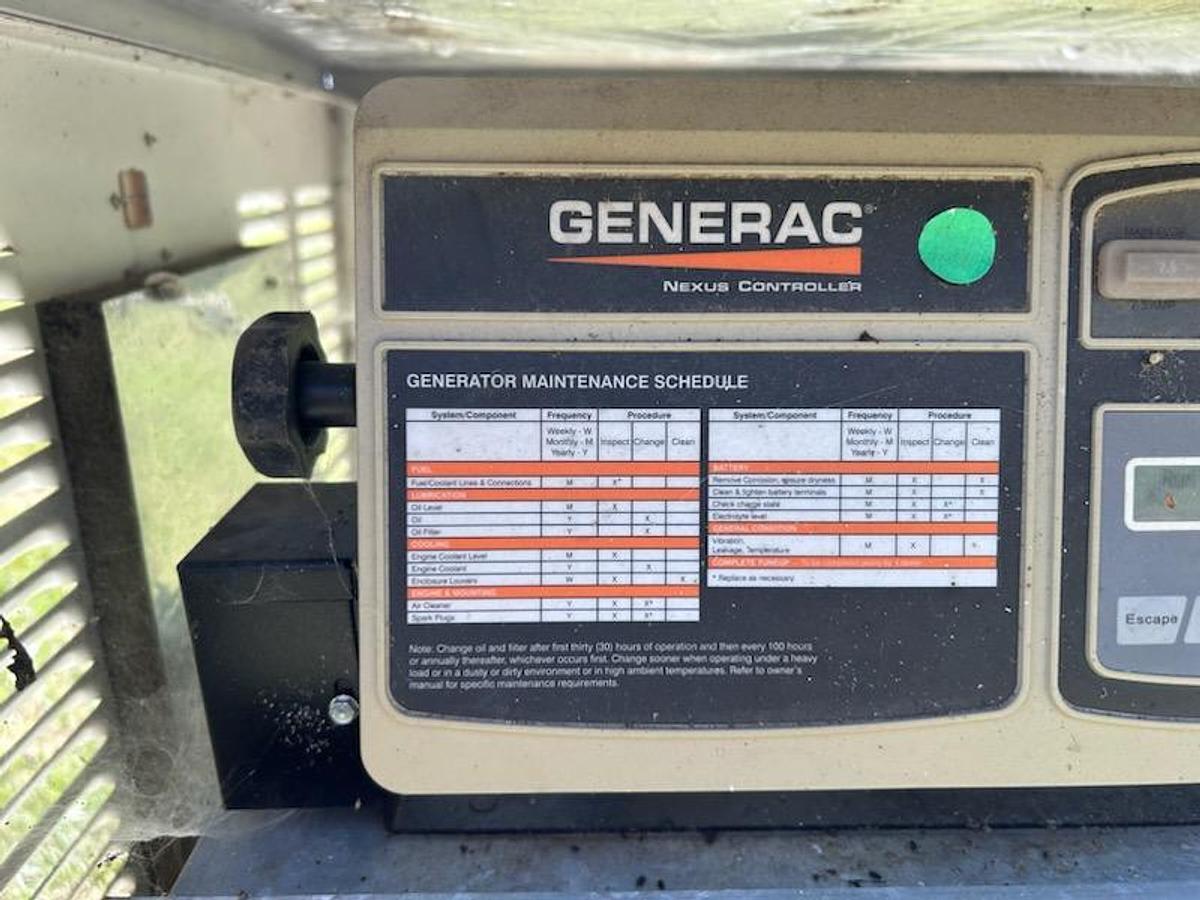 GENERAC®
NEXUS CONTROLLER
GENERATOR MAINTENANCE SCHEDULE
System/Component Frequency Procedure
Weekly - W
Monthly - M Inspect Change Clean
Yearly - Y
FUEL
Fuel/Coolant Lines & Connections M X*
LUBRICATION
Oil Level M X
Oil Y X
Oil Filter Y X
COOLING
Engine Coolant Level M X
Engine Coolant Y X
Enclosure Louvers W X X
ENGINE & MOUNTING
Air Cleaner Y X X*
Spark Plugs Y X X*
System/Component Frequency Procedure
Weekly - W
Monthly - M Inspect Change Clean
Yearly - Y
BATTERY
Remove Corrosion, ensure dryness M X X
Clean & tighten battery terminals M X X
Check charge state M X X*
Electrolyte level M X X*
GENERAL CONDITION
Vibration,
Leakage, Temperature M X X
COMPLETE TUNEUP
* Replace as necessary
Note: Change oil and filter after first thirty (30) hours of operation and then every 100 hours
or annually thereafter, whichever occurs first. Change sooner when operating under a heavy
load or in a dusty or dirty environment or in high ambient temperatures. Refer to owner's
manual for specific maintenance requirements.
7.5
Escape